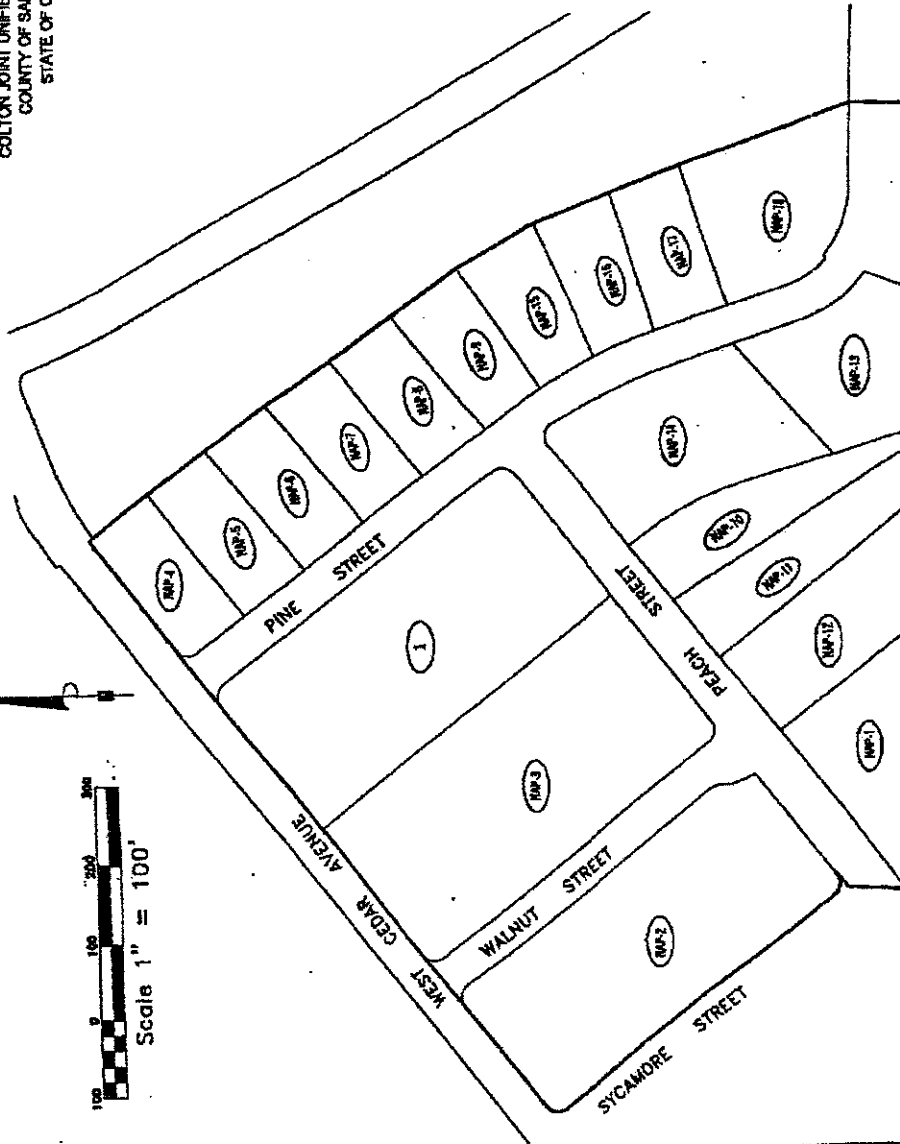 COLTON JOINT UNIFIE
COUNTY OF SA
STATE OF C
100 0 100 200 300
Scale 1" = 100'
NAP-4
NAP-5
NAP-6
NAP-7
NAP-8
NAP-15
NAP-16
NAP-17
NAP-18
PINE STREET
1
NAP-3
NAP-14
NAP-13
NAP-10
NAP-11
NAP-12
NAP-1
PEACH STREET
WEST CEDAR AVENUE
WALNUT STREET
NAP-2
SYCAMORE STREET